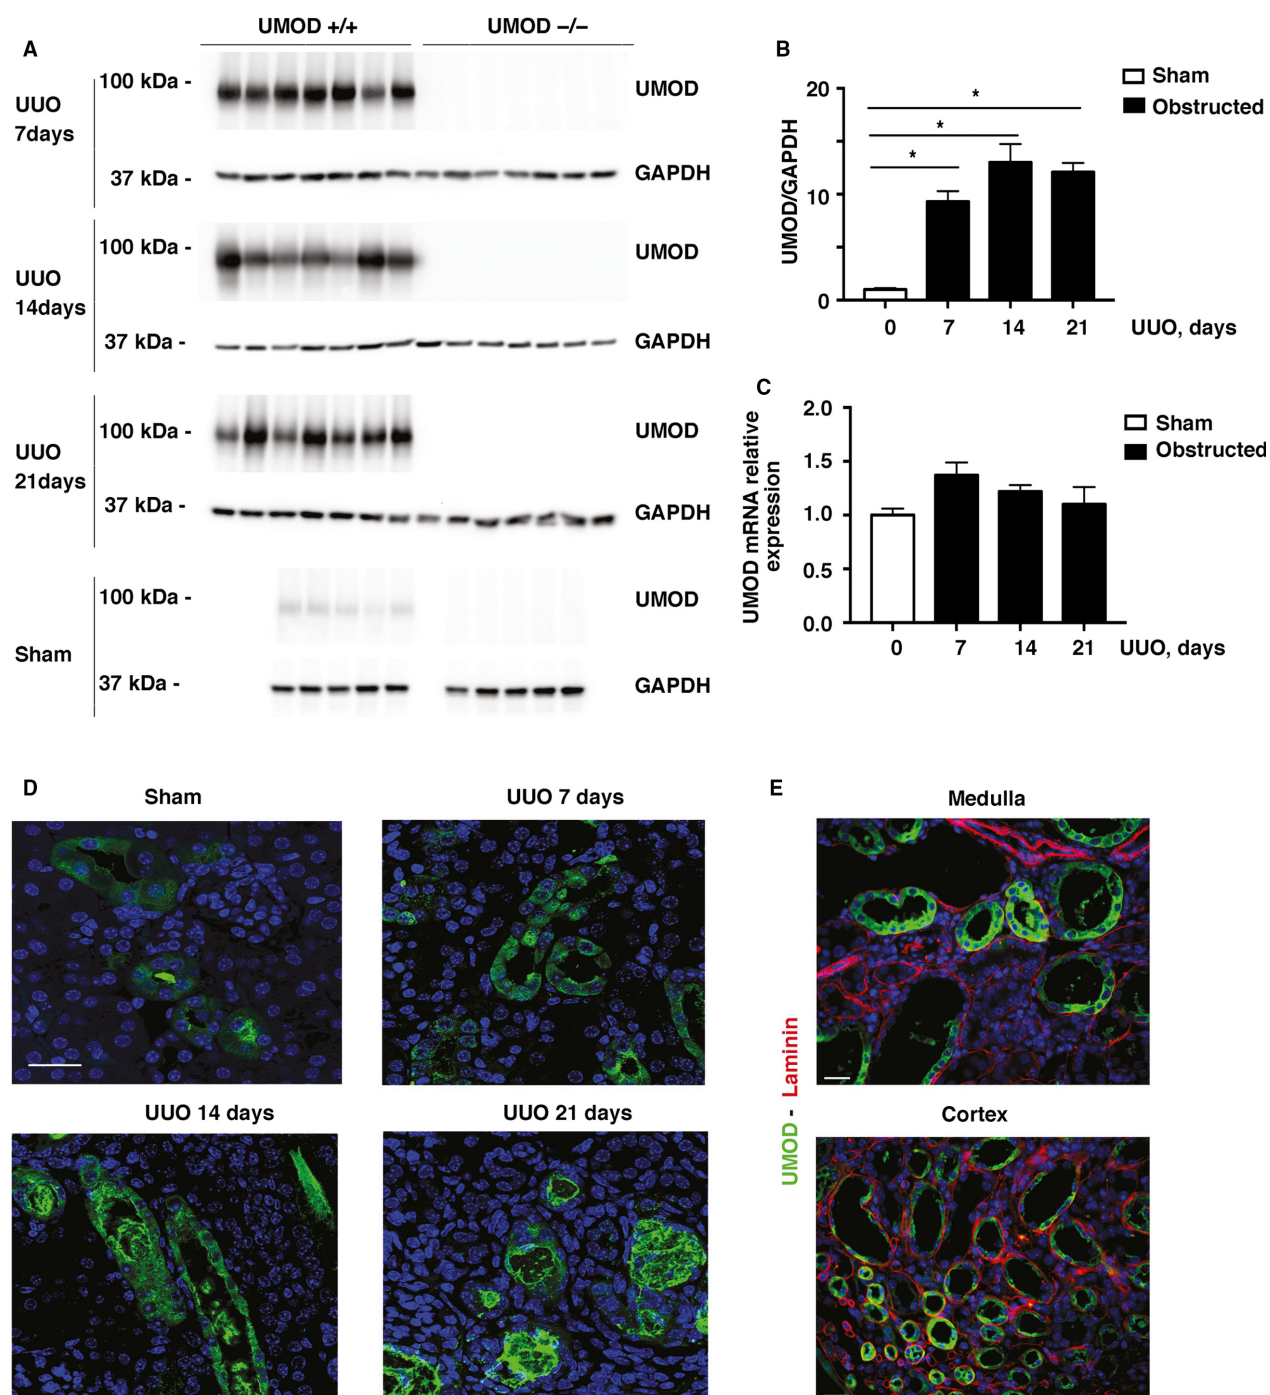 A
UMOD +/+
UMOD –/–
UUO
7days
100 kDa -
UMOD
37 kDa -
GAPDH
UUO
14days
100 kDa -
UMOD
37 kDa -
GAPDH
UUO
21days
100 kDa -
UMOD
37 kDa -
GAPDH
Sham
100 kDa -
UMOD
37 kDa -
GAPDH
B
Sham
Obstructed
UMOD/GAPDH
20
10
0
*
*
*
0 7 14 21 UUO, days
C
Sham
Obstructed
UMOD mRNA relative
expression
2.0
1.5
1.0
0.5
0.0
0 7 14 21 UUO, days
D
Sham
UUO 7 days
UUO 14 days
UUO 21 days
E
Medulla
Cortex
UMOD - Laminin